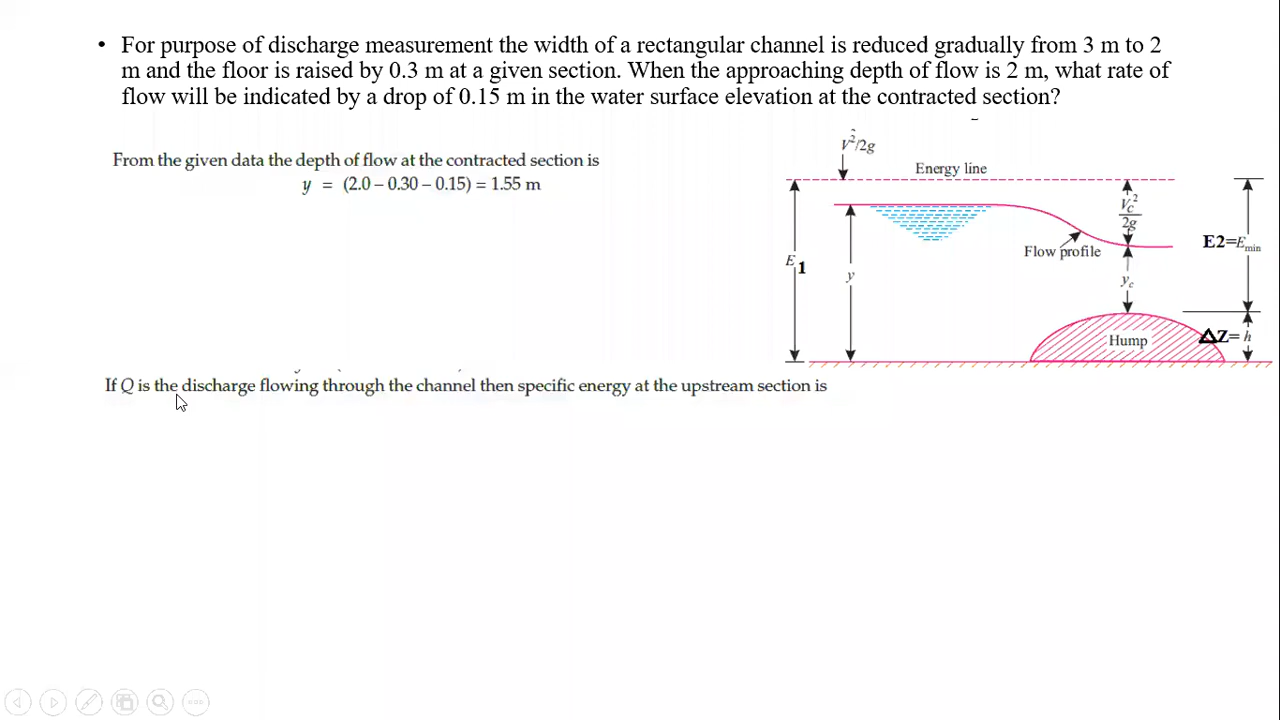 • For purpose of discharge measurement the width of a rectangular channel is reduced gradually from 3 m to 2
m and the floor is raised by 0.3 m at a given section. When the approaching depth of flow is 2 m, what rate of
flow will be indicated by a drop of 0.15 m in the water surface elevation at the contracted section?
V²/2g
From the given data the depth of flow at the contracted section is
y = (2.0 – 0.30 – 0.15) = 1.55 m
Energy line
V_c²
2g
Flow profile
E2=E_min
E₁
y
y_c
Hump
ΔZ= h
If Q is the discharge flowing through the channel then specific energy at the upstream section is